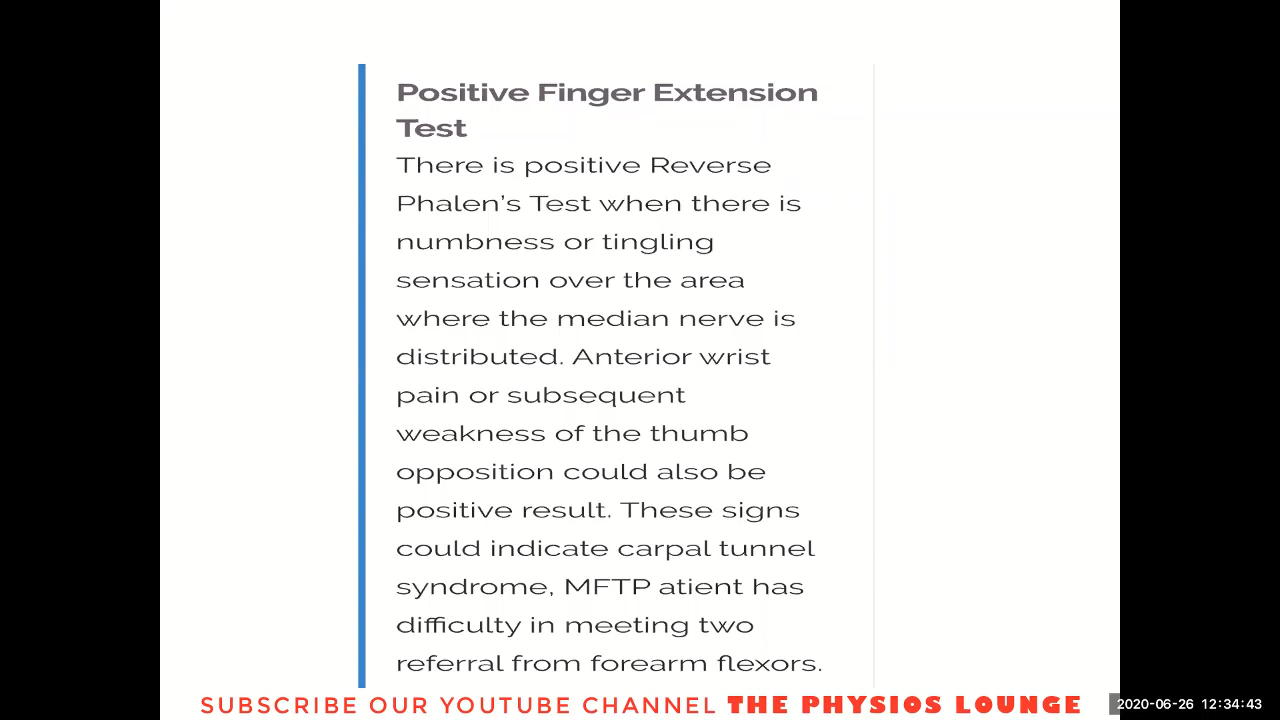 Positive Finger Extension
Test
There is positive Reverse
Phalen's Test when there is
numbness or tingling
sensation over the area
where the median nerve is
distributed. Anterior wrist
pain or subsequent
weakness of the thumb
opposition could also be
positive result. These signs
could indicate carpal tunnel
syndrome, MFTP atient has
difficulty in meeting two
referral from forearm flexors.
SUBSCRIBE OUR YOUTUBE CHANNEL THE PHYSIOS LOUNGE
2020-06-26 12:34:43